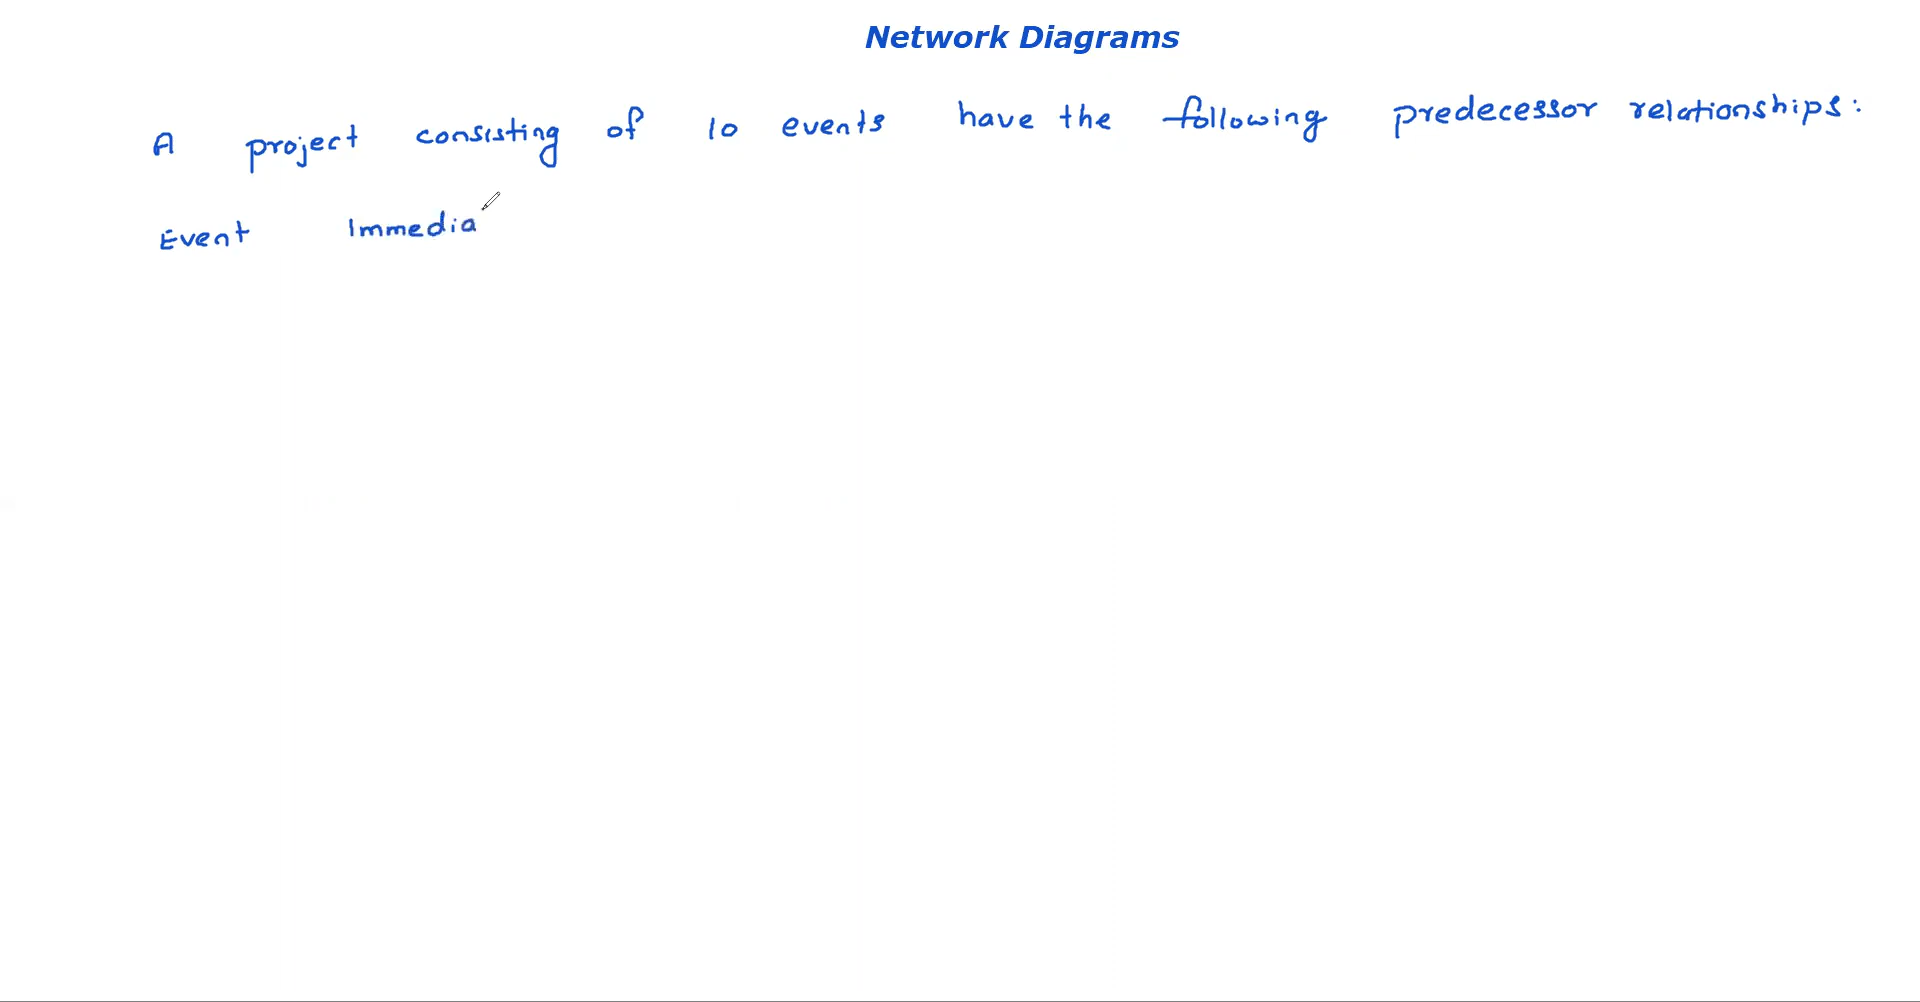 Network Diagrams
A project consisting of 10 events have the following predecessor relationships:
Event Immedia